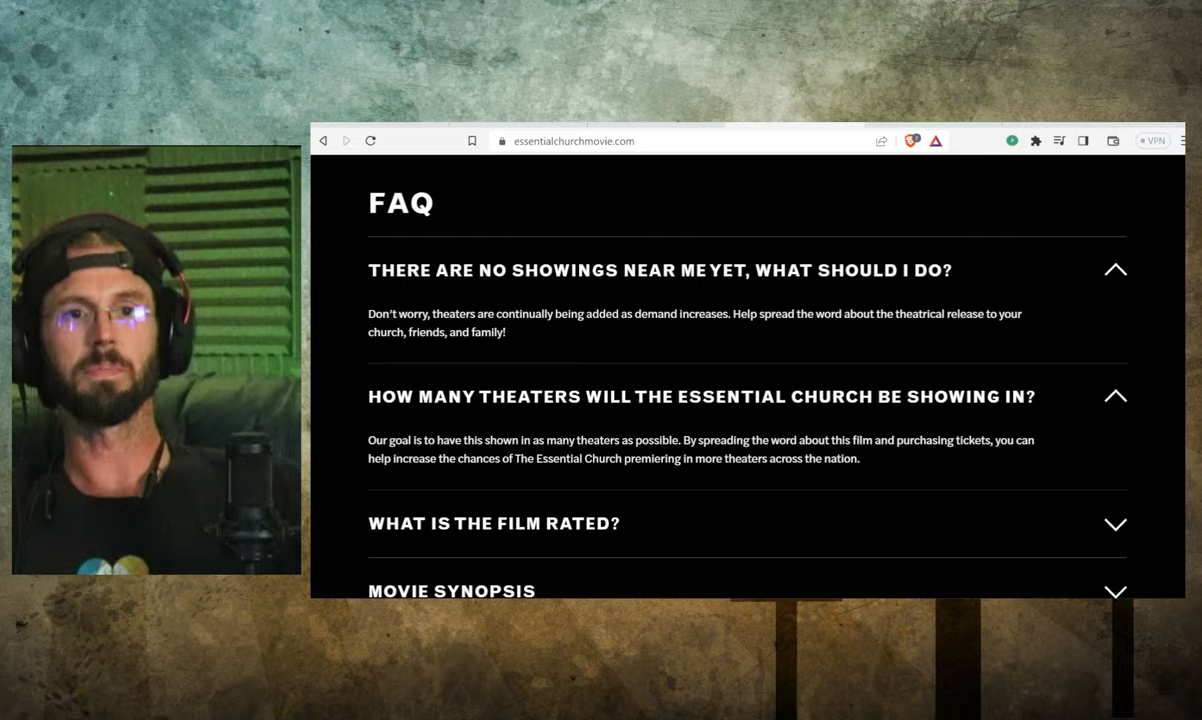 essentialchurchmovie.com
VPN
FAQ
THERE ARE NO SHOWINGS NEAR ME YET, WHAT SHOULD I DO?
Don't worry, theaters are continually being added as demand increases. Help spread the word about the theatrical release to your
church, friends, and family!
HOW MANY THEATERS WILL THE ESSENTIAL CHURCH BE SHOWING IN?
Our goal is to have this shown in as many theaters as possible. By spreading the word about this film and purchasing tickets, you can
help increase the chances of The Essential Church premiering in more theaters across the nation.
WHAT IS THE FILM RATED?
MOVIE SYNOPSIS